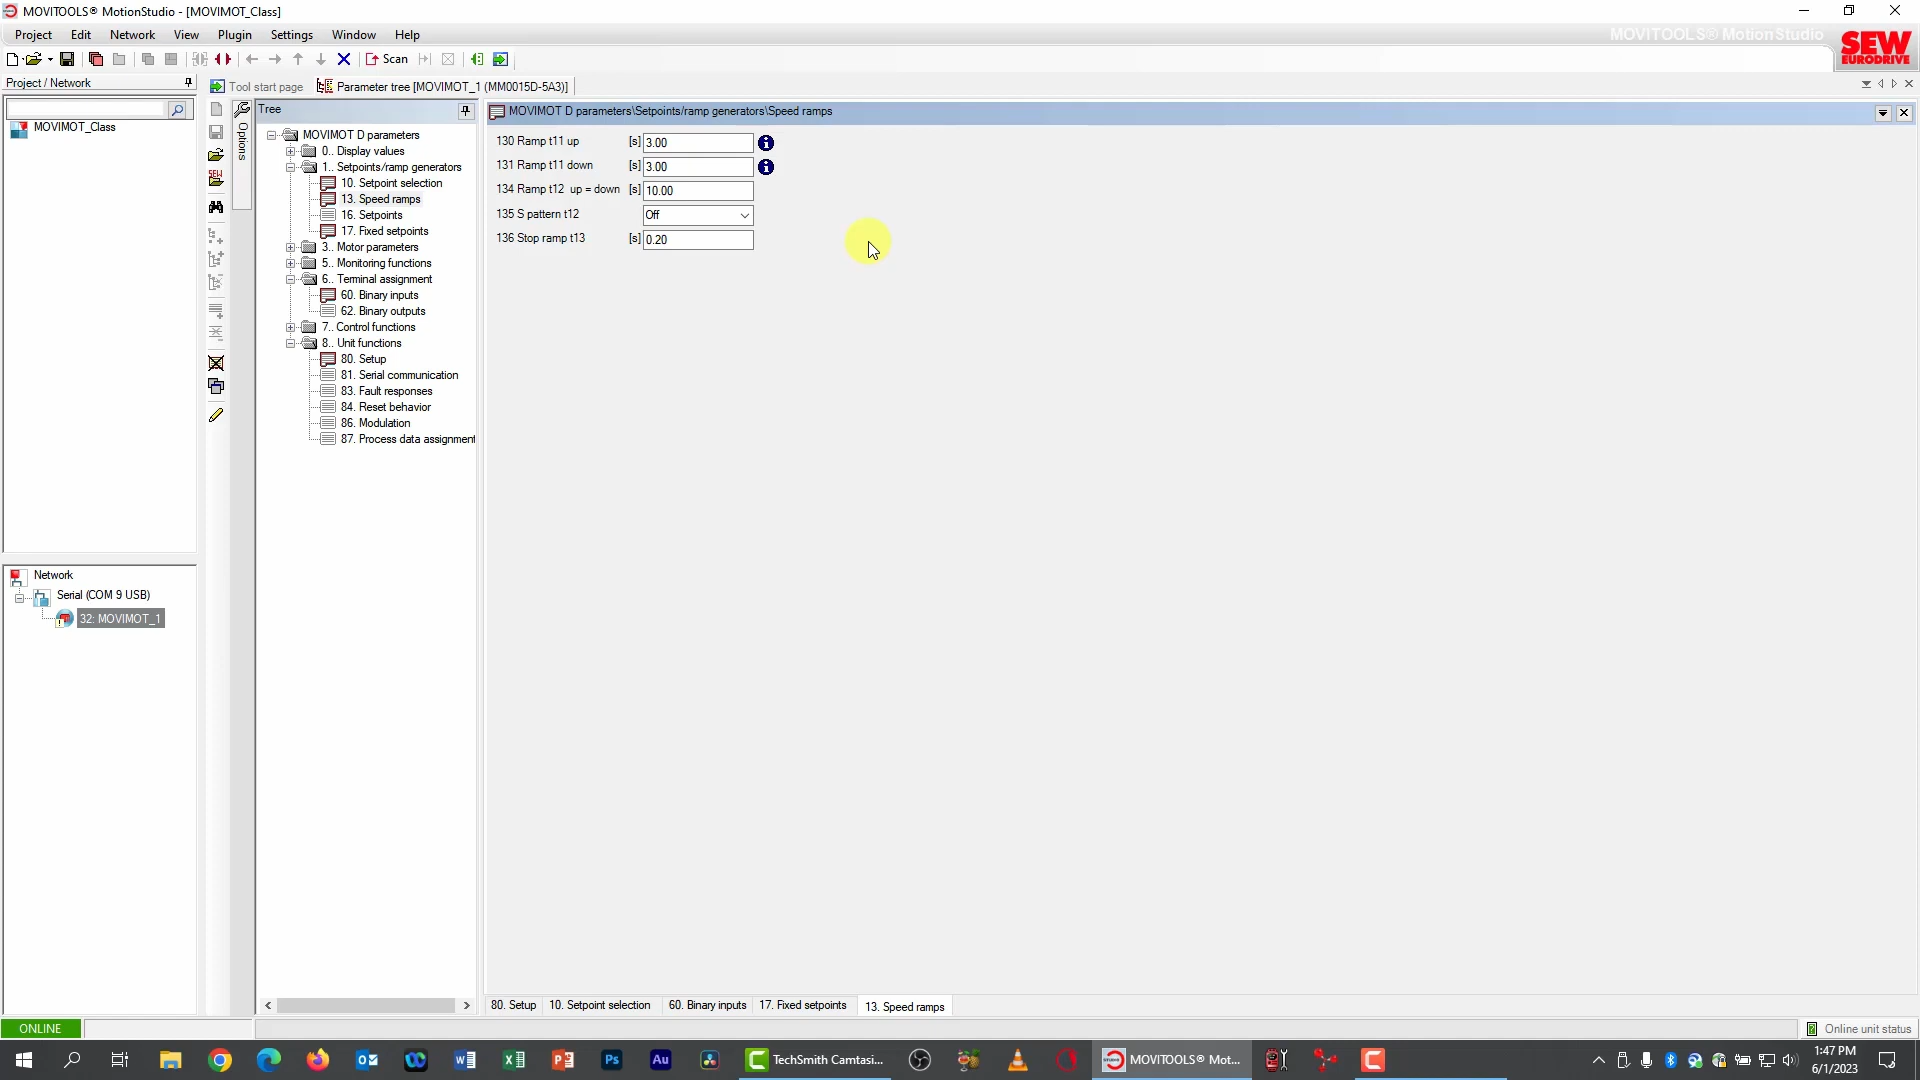 MOVITOOLS® MotionStudio - [MOVIMOT_Class]
Project Edit Network View Plugin Settings Window Help
MOVITOOLS® MotionStudio
SEW
EURODRIVE
Scan
Project / Network
MOVIMOT_Class
Tool start page
Parameter tree [MOVIMOT_1 (MM0015D-5A3)]
Options
Tree
MOVIMOT D parameters
0.. Display values
1.. Setpoints/ramp generators
10. Setpoint selection
13. Speed ramps
16. Setpoints
17. Fixed setpoints
3.. Motor parameters
5.. Monitoring functions
6.. Terminal assignment
60. Binary inputs
62. Binary outputs
7.. Control functions
8.. Unit functions
80. Setup
81. Serial communication
83. Fault responses
84. Reset behavior
86. Modulation
87. Process data assignment
MOVIMOT D parameters\Setpoints/ramp generators\Speed ramps
130 Ramp t11 up [s] 3.00
131 Ramp t11 down [s] 3.00
134 Ramp t12 up = down [s] 10.00
135 S pattern t12 Off
136 Stop ramp t13 [s] 0.20
Network
Serial (COM 9 USB)
32: MOVIMOT_1
80. Setup 10. Setpoint selection 60. Binary inputs 17. Fixed setpoints 13. Speed ramps
ONLINE
Online unit status
TechSmith Camtasi...
MOVITOOLS® Mot...
1:47 PM
6/1/2023